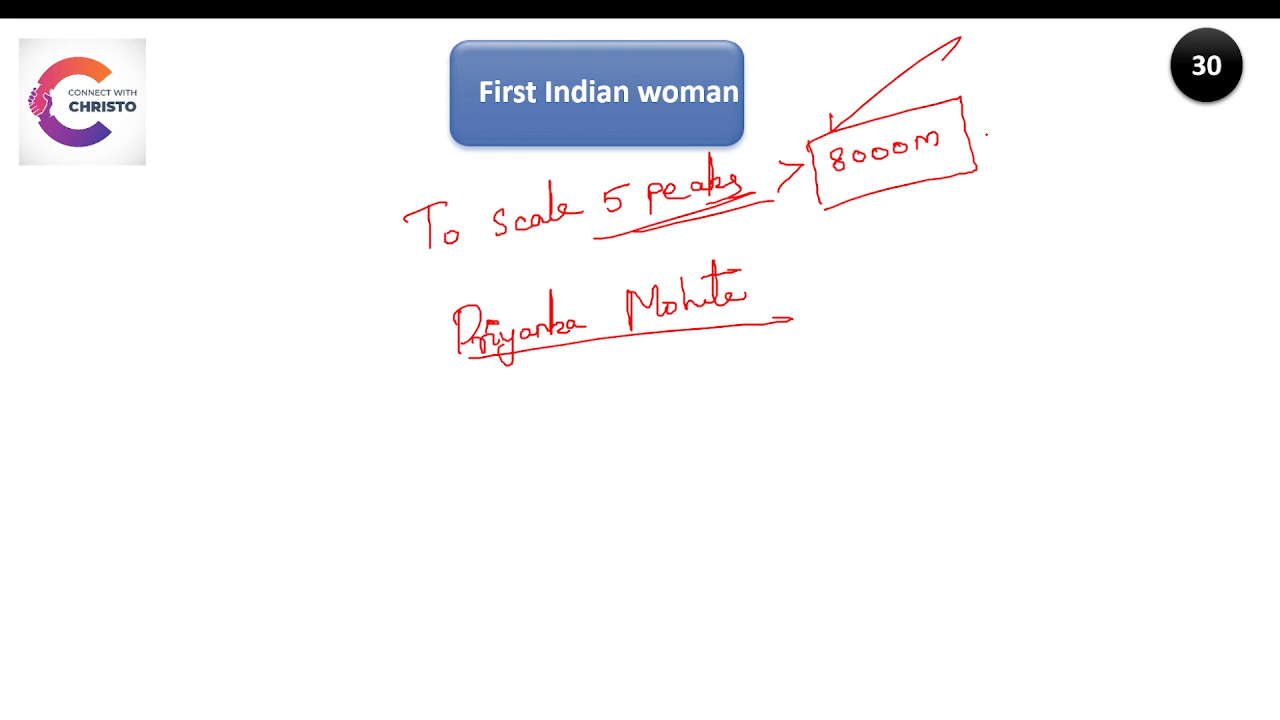 CONNECT WITH
CHRISTO
First Indian woman
30
To scale 5 peaks > 8000m
Priyanka Mohite